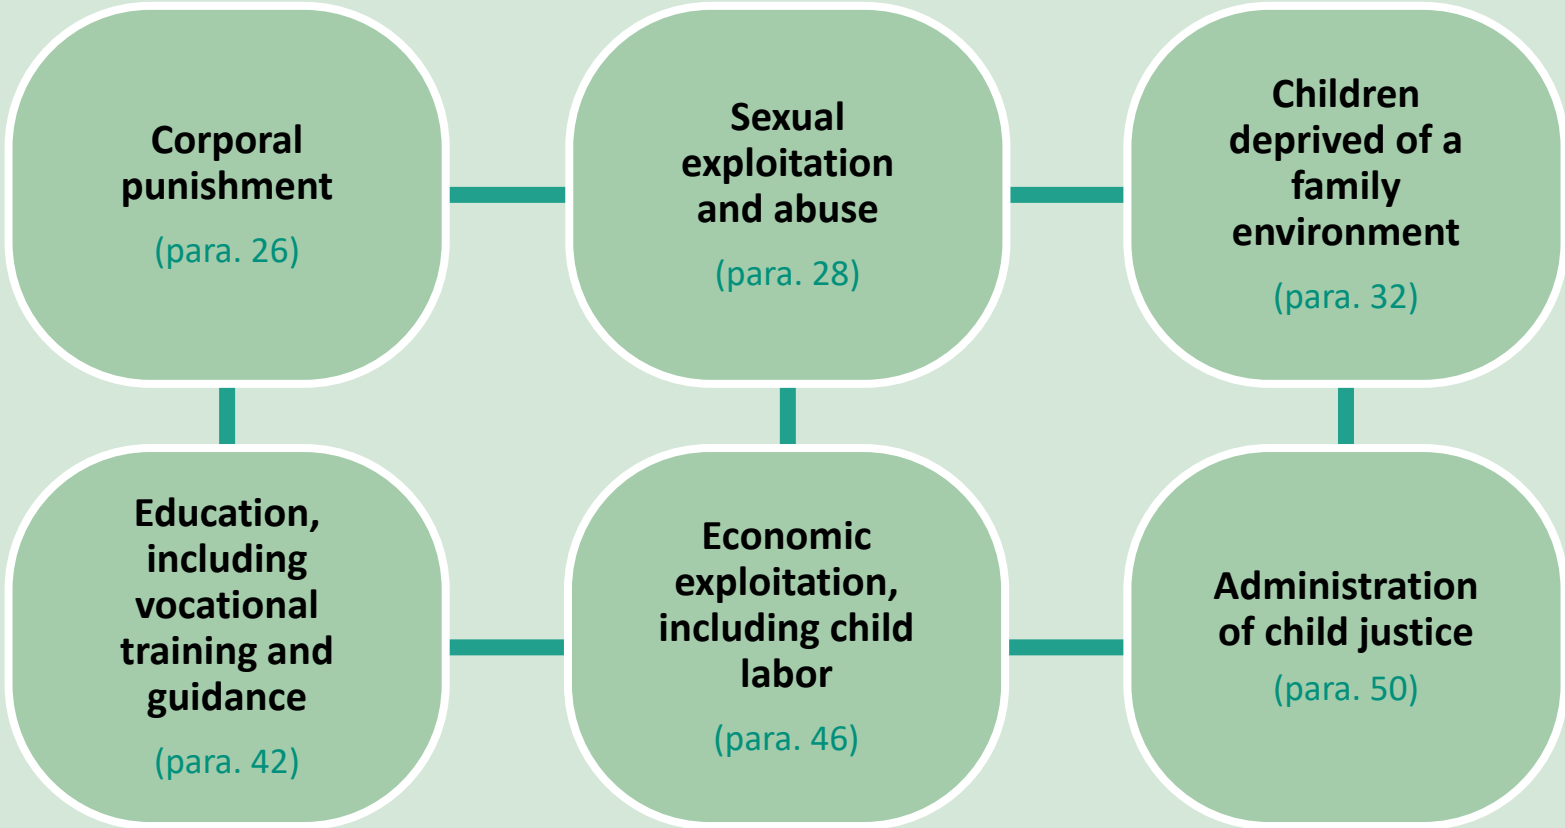 Corporal
punishment
(para. 26)
Sexual
exploitation
and abuse
(para. 28)
Children
deprived of a
family
environment
(para. 32)
Education,
including
vocational
training and
guidance
(para. 42)
Economic
exploitation,
including child
labor
(para. 46)
Administration
of child justice
(para. 50)